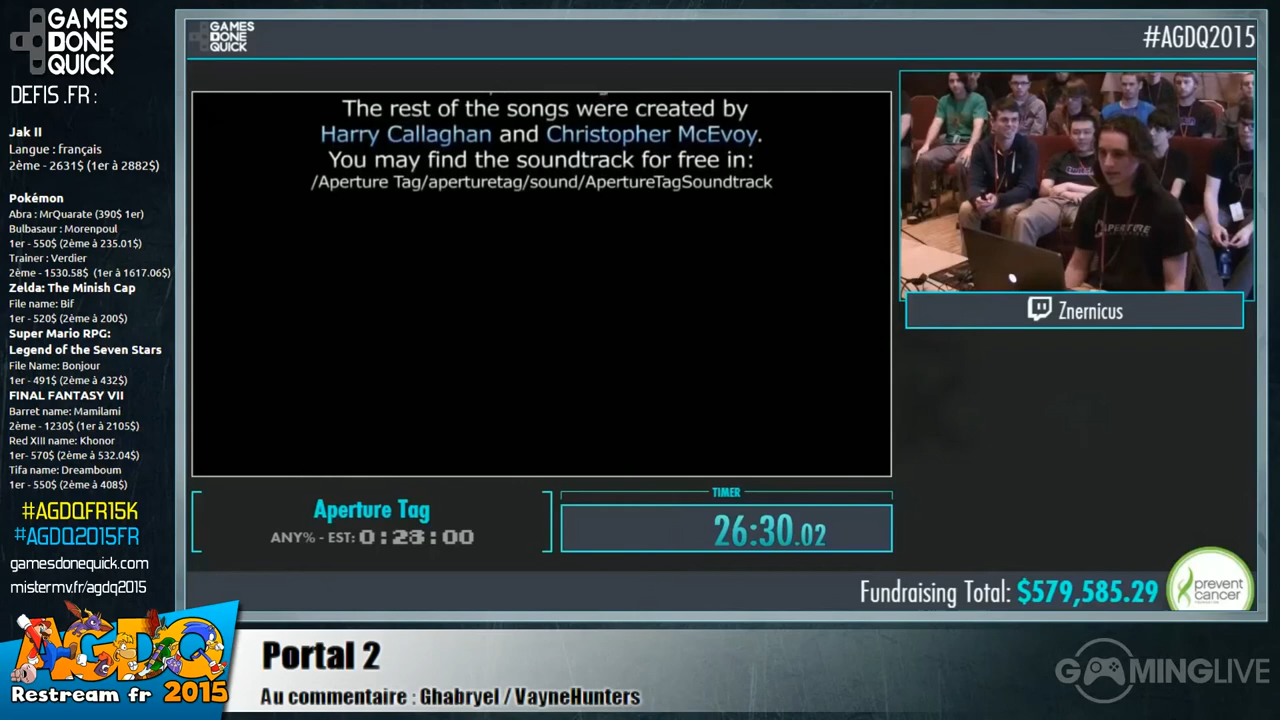 GAMES
DONE
QUICK
DEFIS .FR :
Jak II
Langue : français
2ème - 2631$ (1er à 2882$)
Pokémon
Abra : MrQuarate (390$ 1er)
Bulbasaur : Morenpoul
1er - 550$ (2ème à 235.01$)
Trainer : Verdier
2ème - 1530.58$ (1er à 1617.06$)
Zelda: The Minish Cap
File name: Bif
1er - 520$ (2ème à 200$)
Super Mario RPG:
Legend of the Seven Stars
File Name: Bonjour
1er - 491$ (2ème à 432$)
FINAL FANTASY VII
Barret name: Mamilami
2ème - 1230$ (1er à 2105$)
Red XIII name: Khonor
1er- 570$ (2ème à 532.04$)
Tifa name: Dreamboum
1er - 550$ (2ème à 408$)
#AGDQFR15K
#AGDQ2015FR
gamesdonequick.com
mistermv.fr/agdq2015
AGDQ
Restream fr 2015
GAMES
DONE
QUICK
#AGDQ2015
The rest of the songs were created by
Harry Callaghan and Christopher McEvoy.
You may find the soundtrack for free in:
/Aperture Tag/aperturetag/sound/ApertureTagSoundtrack
APERTURE
Znernicus
Aperture Tag
ANY% - EST: 0:28:00
TIMER
26:30.02
Fundraising Total: $579,585.29
prevent
cancer
Portal 2
Au commentaire : Ghabryel / VayneHunters
GAMINGLIVE